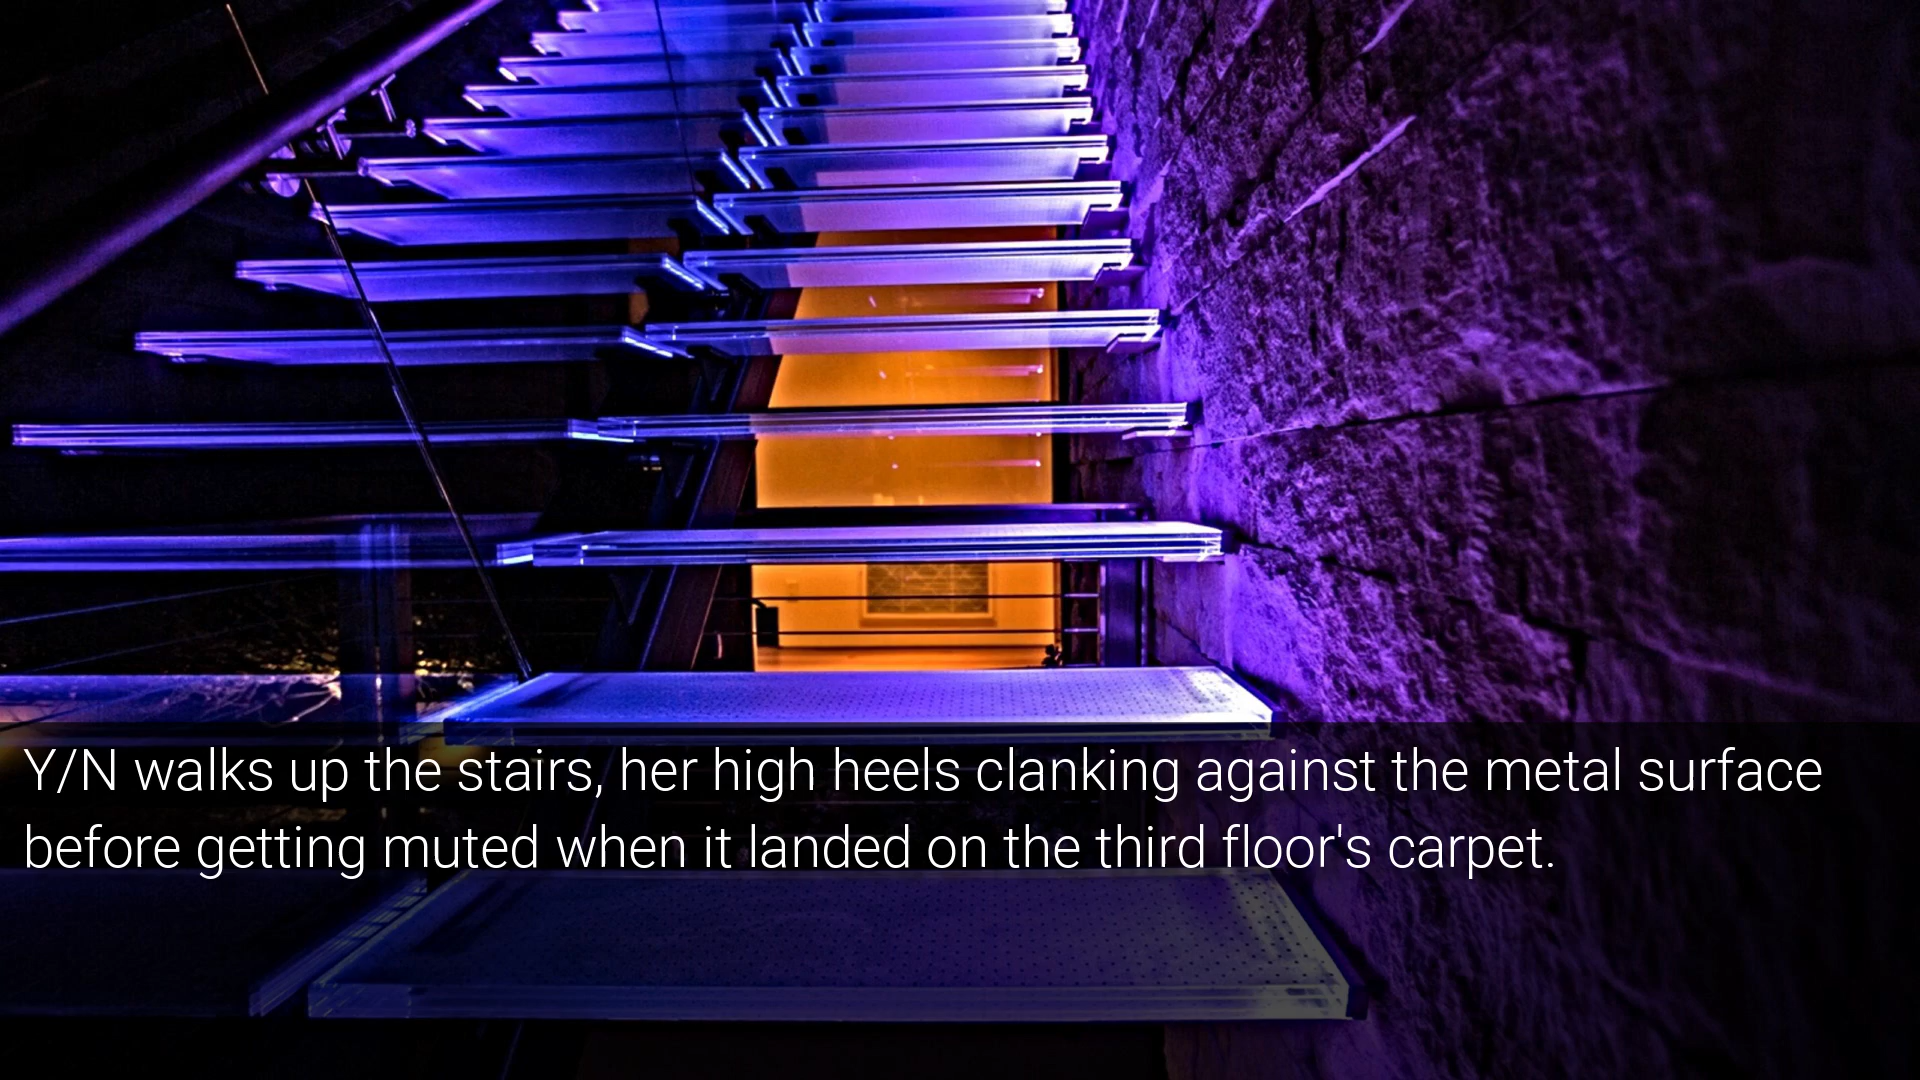 Y/N walks up the stairs, her high heels clanking against the metal surface
before getting muted when it landed on the third floor's carpet.